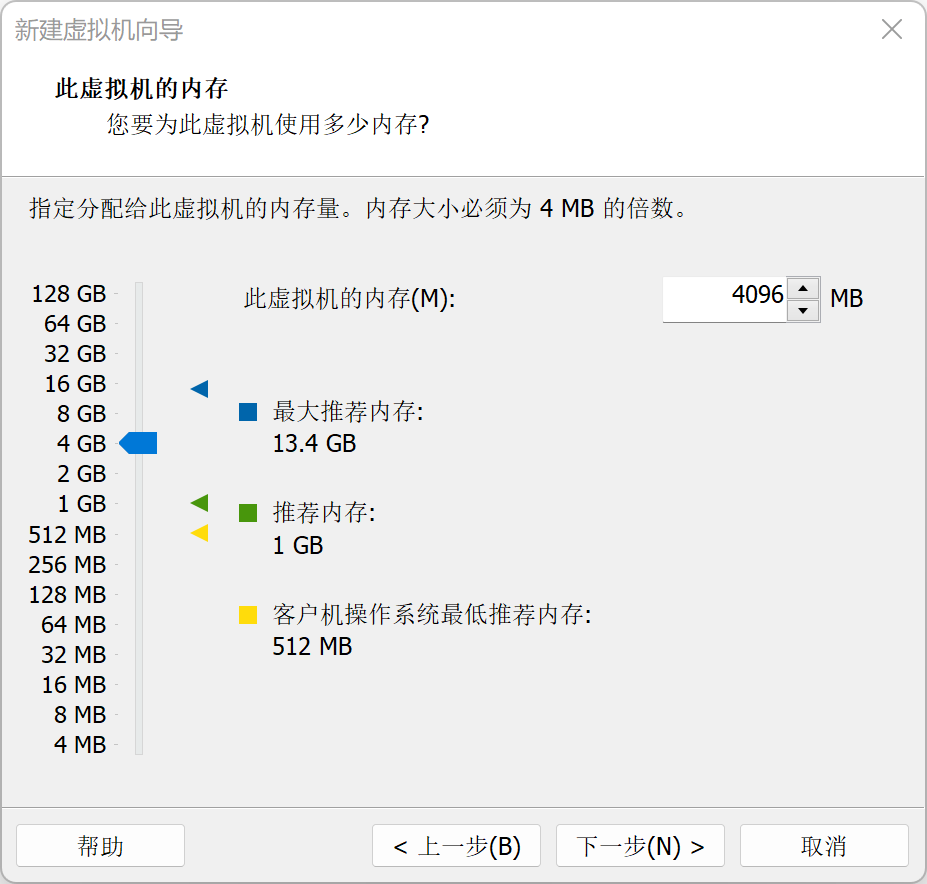 新建虚拟机向导
此虚拟机的内存
您要为此虚拟机使用多少内存?
指定分配给此虚拟机的内存量。内存大小必须为 4 MB 的倍数。
128 GB
64 GB
32 GB
16 GB
8 GB
4 GB
2 GB
1 GB
512 MB
256 MB
128 MB
64 MB
32 MB
16 MB
8 MB
4 MB
此虚拟机的内存(M):
4096 MB
最大推荐内存:
13.4 GB
推荐内存:
1 GB
客户机操作系统最低推荐内存:
512 MB
帮助
< 上一步(B)
下一步(N) >
取消